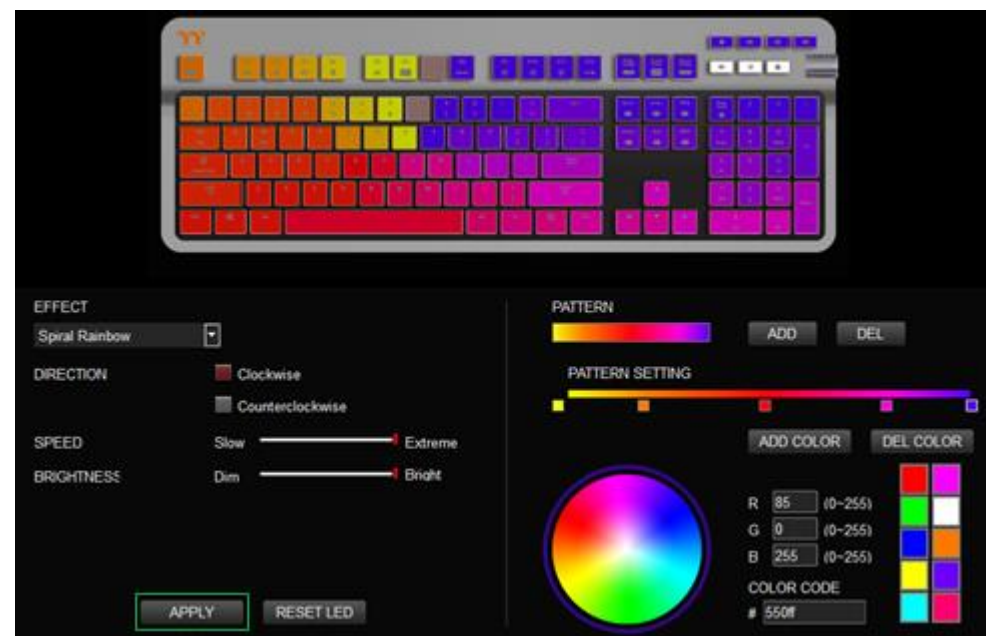 EFFECT
Spiral Rainbow
DIRECTION
Clockwise
Counterclockwise
SPEED
Slow
Extreme
BRIGHTNESS
Dim
Bright
APPLY
RESET LED
PATTERN
ADD
DEL
PATTERN SETTING
ADD COLOR
DEL COLOR
R 85 (0~255)
G 0 (0~255)
B 255 (0~255)
COLOR CODE
# 550ff